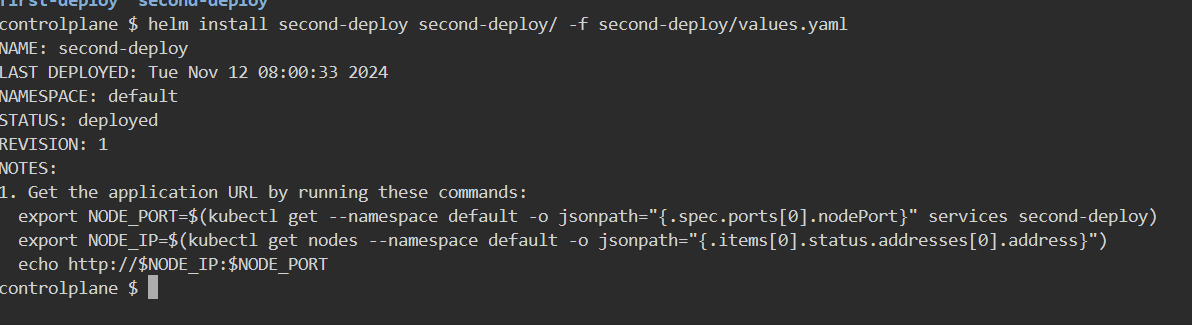 first-deploy  second-deploy
controlplane $ helm install second-deploy second-deploy/ -f second-deploy/values.yaml
NAME: second-deploy
LAST DEPLOYED: Tue Nov 12 08:00:33 2024
NAMESPACE: default
STATUS: deployed
REVISION: 1
NOTES:
1. Get the application URL by running these commands:
  export NODE_PORT=$(kubectl get --namespace default -o jsonpath="{.spec.ports[0].nodePort}" services second-deploy)
  export NODE_IP=$(kubectl get nodes --namespace default -o jsonpath="{.items[0].status.addresses[0].address}")
  echo http://$NODE_IP:$NODE_PORT
controlplane $